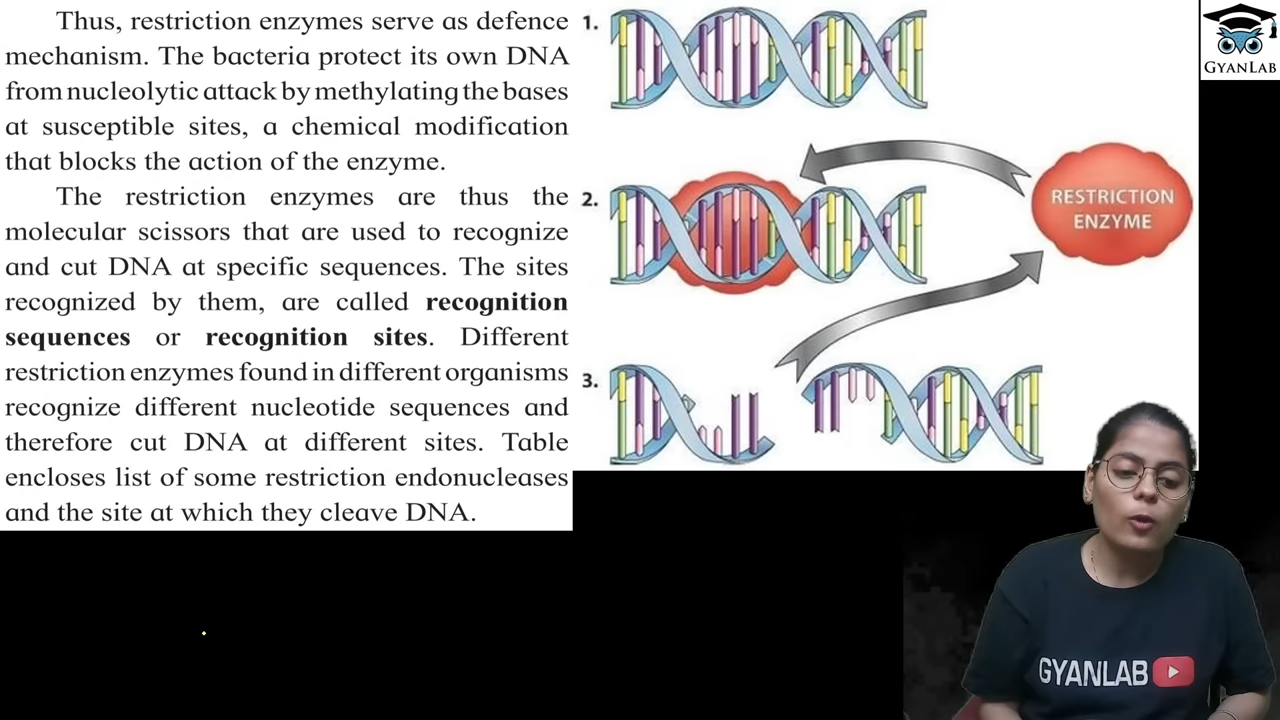 Thus, restriction enzymes serve as defence
mechanism. The bacteria protect its own DNA
from nucleolytic attack by methylating the bases
at susceptible sites, a chemical modification
that blocks the action of the enzyme.
The restriction enzymes are thus the
molecular scissors that are used to recognize
and cut DNA at specific sequences. The sites
recognized by them, are called recognition
sequences or recognition sites. Different
restriction enzymes found in different organisms
recognize different nucleotide sequences and
therefore cut DNA at different sites. Table
encloses list of some restriction endonucleases
and the site at which they cleave DNA.
1.
2.
RESTRICTION
ENZYME
3.
GYANLAB
GYANLAB